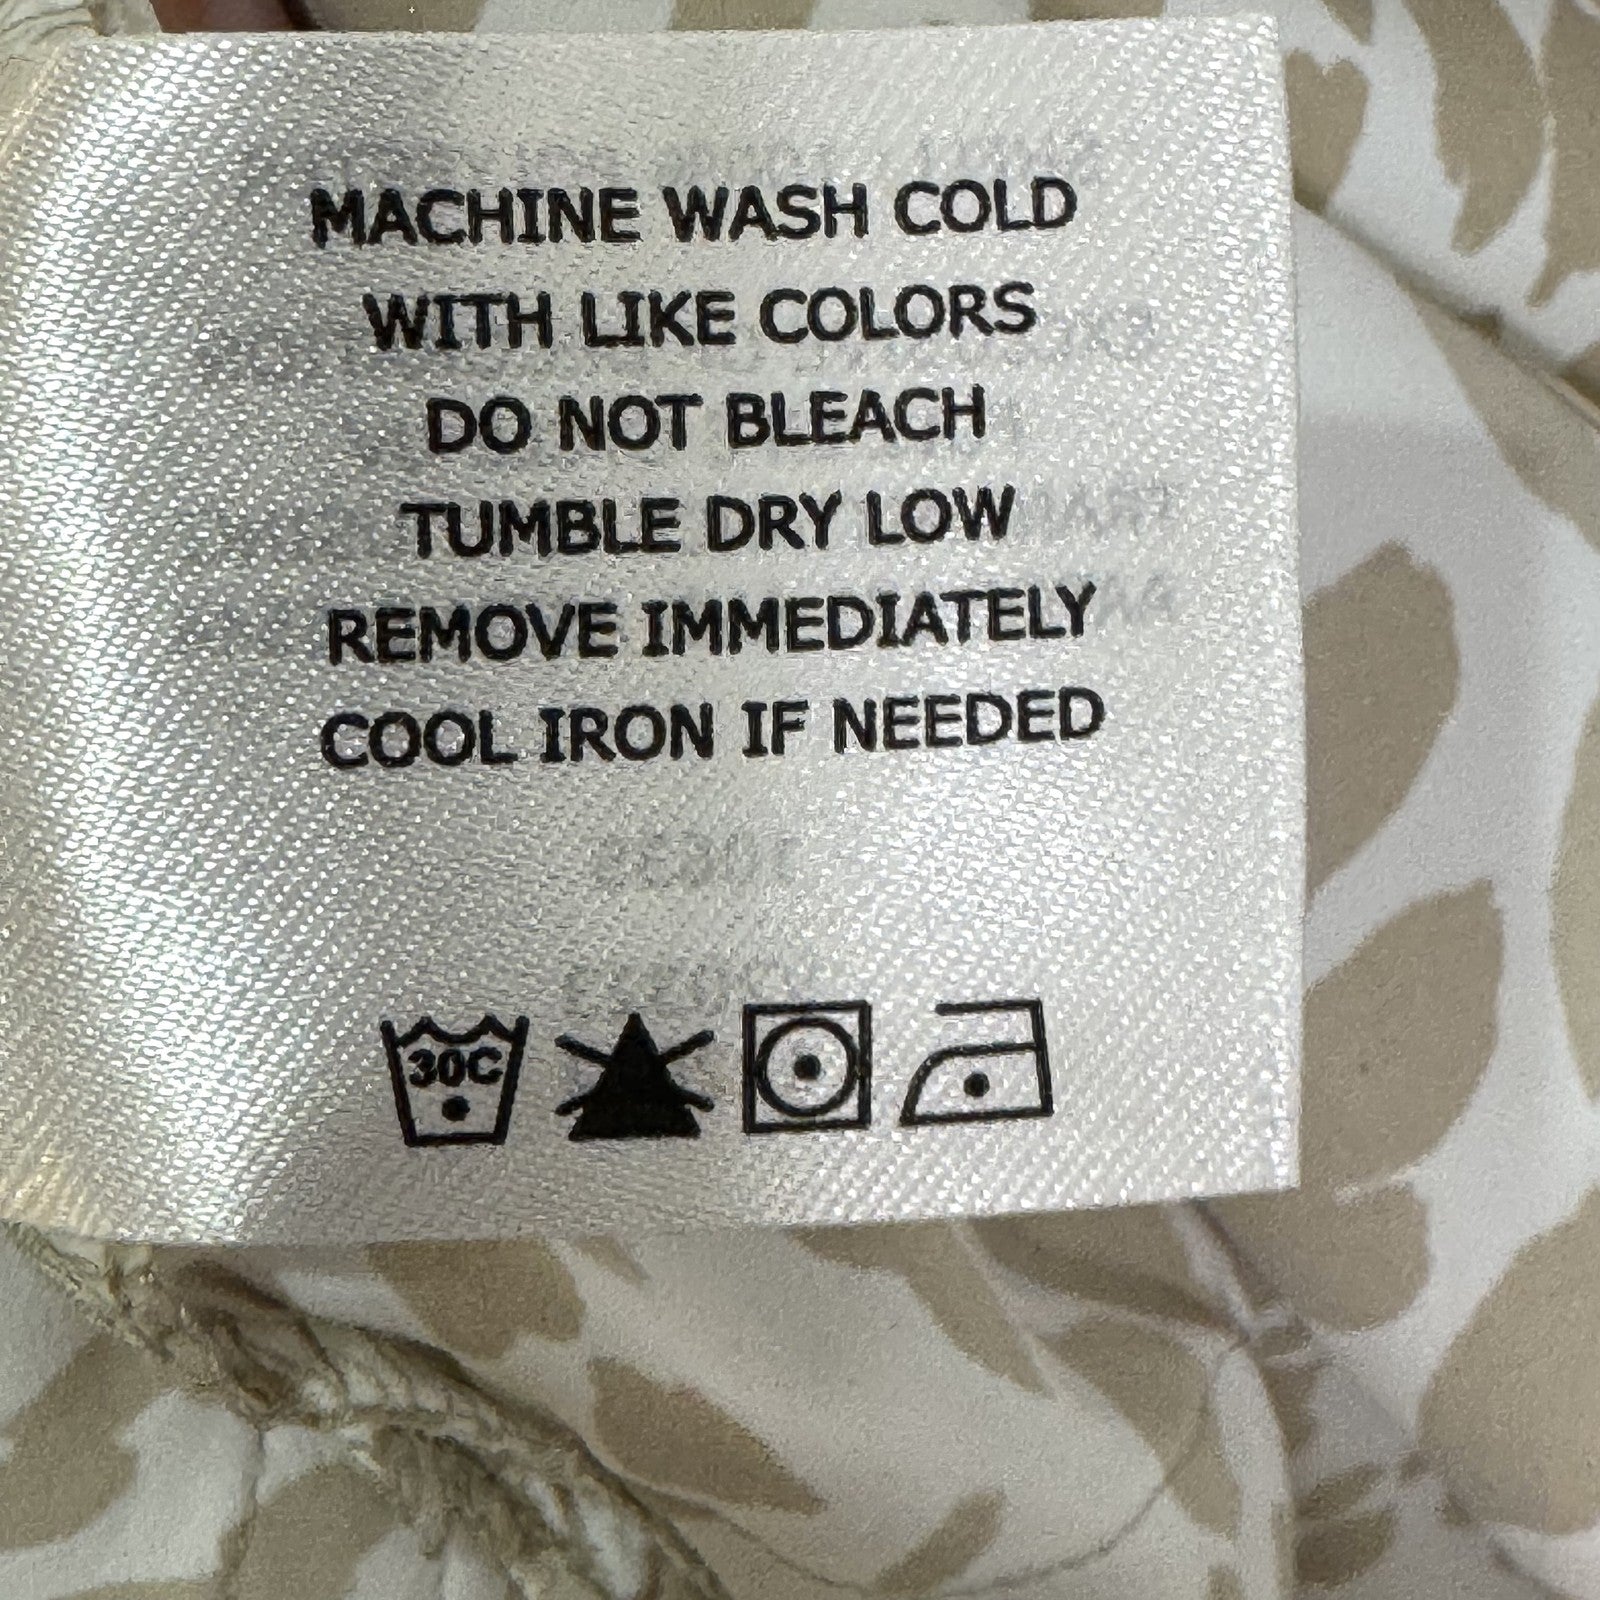 MACHINE WASH COLD
WITH LIKE COLORS
DO NOT BLEACH
TUMBLE DRY LOW
REMOVE IMMEDIATELY
COOL IRON IF NEEDED
30C